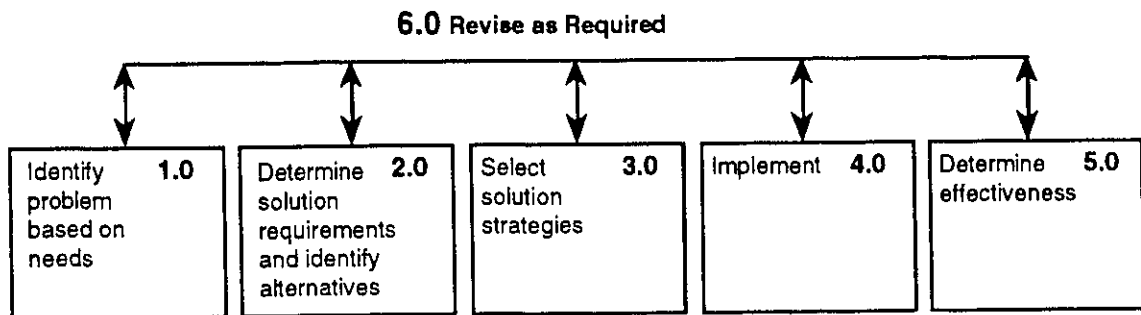 6.0 Revise as Required
Identify 1.0
problem
based on
needs
Determine 2.0
solution
requirements
and identify
alternatives
Select 3.0
solution
strategies
Implement 4.0
Determine 5.0
effectiveness